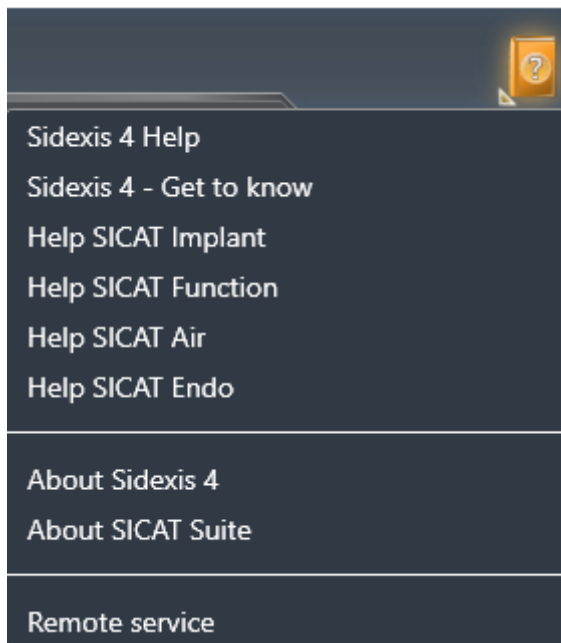 ?
Sidexis 4 Help
Sidexis 4 - Get to know
Help SICAT Implant
Help SICAT Function
Help SICAT Air
Help SICAT Endo
About Sidexis 4
About SICAT Suite
Remote service